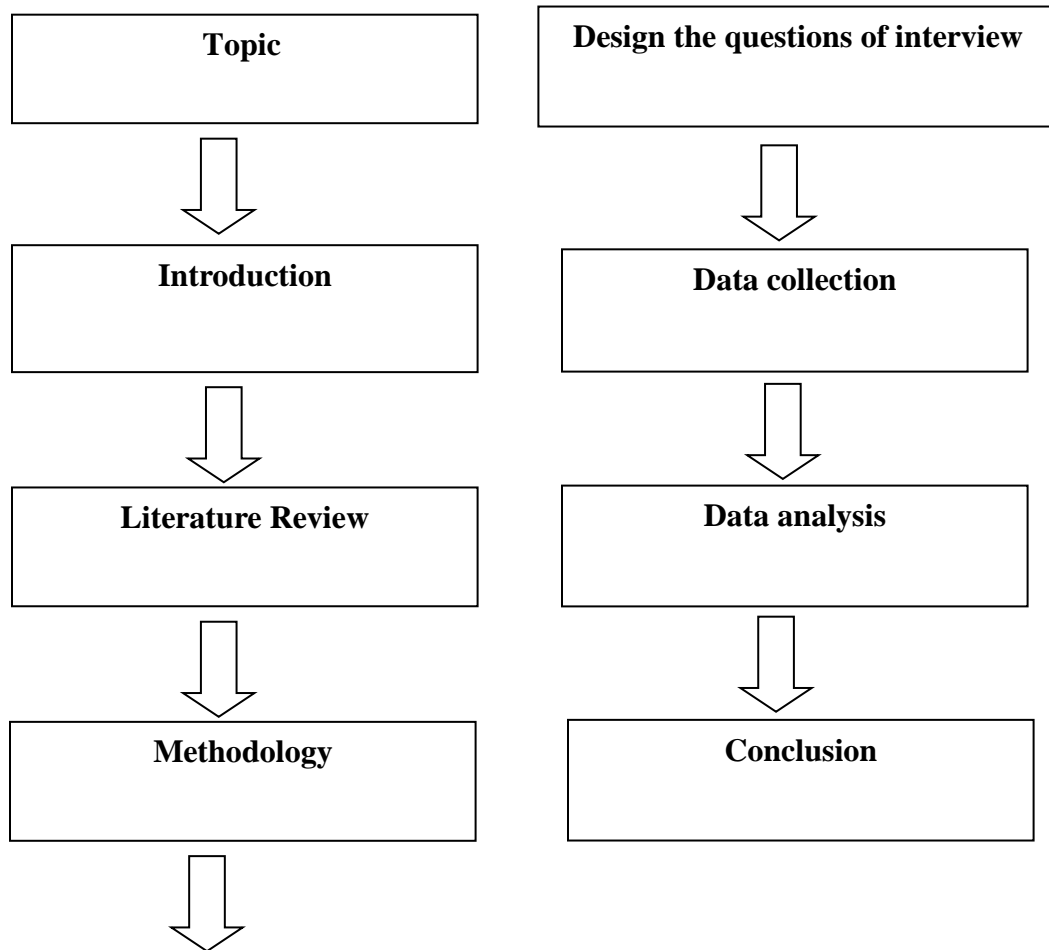 Topic
Introduction
Literature Review
Methodology
Design the questions of interview
Data collection
Data analysis
Conclusion